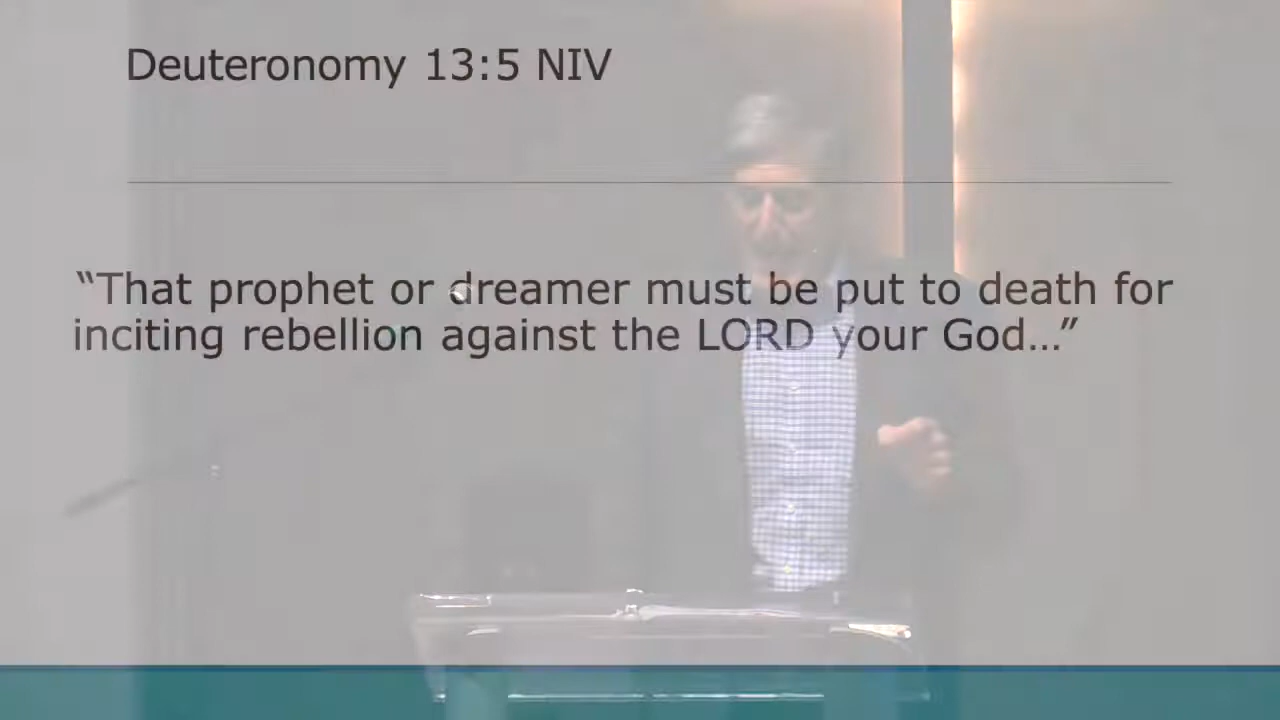 Deuteronomy 13:5 NIV
“That prophet or dreamer must be put to death for
inciting rebellion against the LORD your God…”